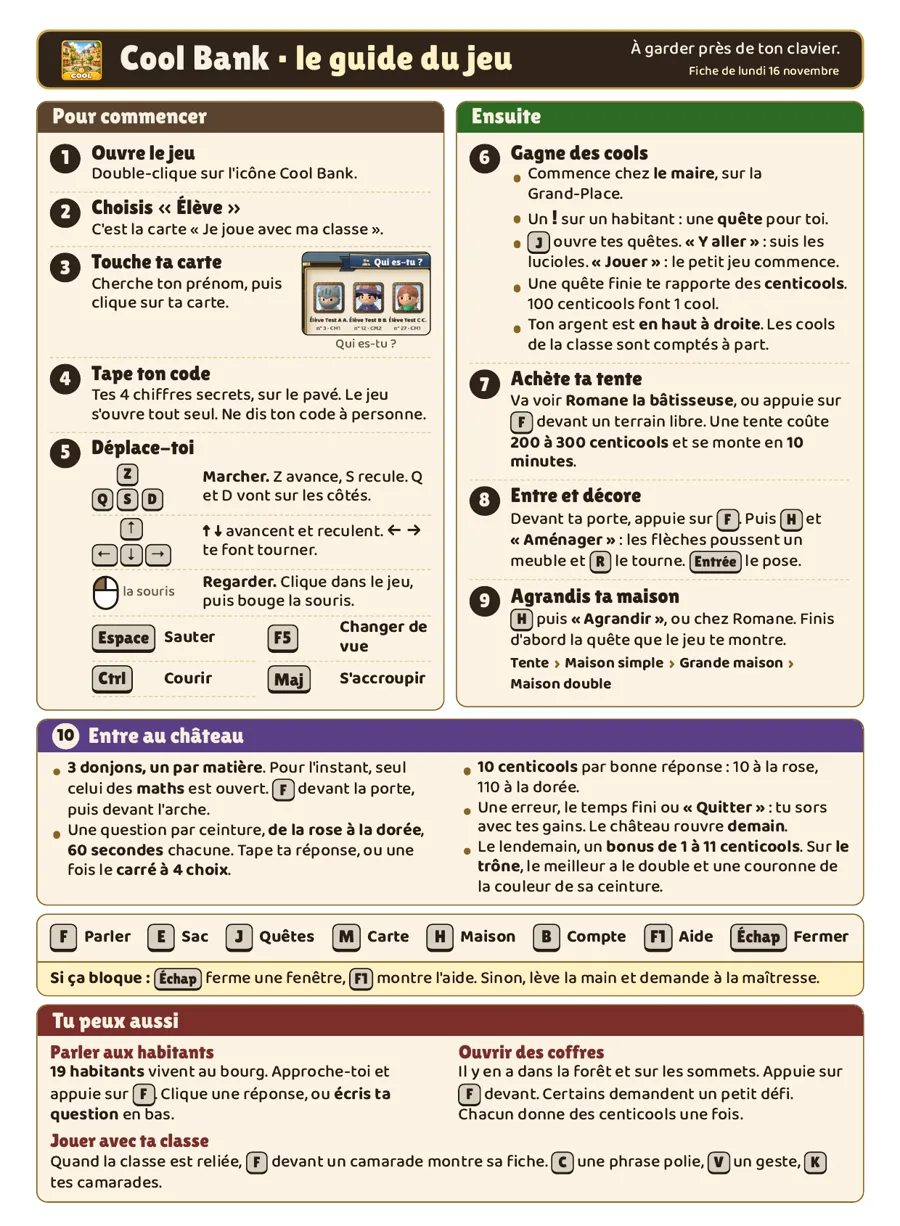 COOL
Cool Bank · le guide du jeu
À garder près de ton clavier.
Fiche de lundi 16 novembre
Pour commencer
1 Ouvre le jeu
Double-clique sur l'icône Cool Bank.
2 Choisis « Élève »
C'est la carte « Je joue avec ma classe ».
3 Touche ta carte
Cherche ton prénom, puis
clique sur ta carte.
Qui es-tu ?
Élève Test A A. Élève Test B B. Élève Test C C.
n° 3 · CM1 n° 12 · CM2 n° 27 · CM1
Qui es-tu ?
4 Tape ton code
Tes 4 chiffres secrets, sur le pavé. Le jeu
s'ouvre tout seul. Ne dis ton code à personne.
5 Déplace-toi
Z
Q S D
Marcher. Z avance, S recule. Q
et D vont sur les côtés.
↑
← ↓ →
↑ ↓ avancent et reculent. ← →
te font tourner.
la souris
Regarder. Clique dans le jeu,
puis bouge la souris.
Espace Sauter F5 Changer de
vue
Ctrl Courir Maj S'accroupir
Ensuite
6 Gagne des cools
• Commence chez le maire, sur la
Grand-Place.
• Un ! sur un habitant : une quête pour toi.
• J ouvre tes quêtes. « Y aller » : suis les
lucioles. « Jouer » : le petit jeu commence.
• Une quête finie te rapporte des centicools.
100 centicools font 1 cool.
• Ton argent est en haut à droite. Les cools
de la classe sont comptés à part.
7 Achète ta tente
Va voir Romane la bâtisseuse, ou appuie sur
F devant un terrain libre. Une tente coûte
200 à 300 centicools et se monte en 10
minutes.
8 Entre et décore
Devant ta porte, appuie sur F. Puis H et
« Aménager » : les flèches poussent un
meuble et R le tourne. Entrée le pose.
9 Agrandis ta maison
H puis « Agrandir », ou chez Romane. Finis
d'abord la quête que le jeu te montre.
Tente › Maison simple › Grande maison ›
Maison double
10 Entre au château
• 3 donjons, un par matière. Pour l'instant, seul
celui des maths est ouvert. F devant la porte,
puis devant l'arche.
• Une question par ceinture, de la rose à la dorée,
60 secondes chacune. Tape ta réponse, ou une
fois le carré à 4 choix.
• 10 centicools par bonne réponse : 10 à la rose,
110 à la dorée.
• Une erreur, le temps fini ou « Quitter » : tu sors
avec tes gains. Le château rouvre demain.
• Le lendemain, un bonus de 1 à 11 centicools. Sur le
trône, le meilleur a le double et une couronne de
la couleur de sa ceinture.
F Parler E Sac J Quêtes M Carte H Maison B Compte F1 Aide Échap Fermer
Si ça bloque : Échap ferme une fenêtre, F1 montre l'aide. Sinon, lève la main et demande à la maîtresse.
Tu peux aussi
Parler aux habitants
19 habitants vivent au bourg. Approche-toi et
appuie sur F. Clique une réponse, ou écris ta
question en bas.
Ouvrir des coffres
Il y en a dans la forêt et sur les sommets. Appuie sur
F devant. Certains demandent un petit défi.
Chacun donne des centicools une fois.
Jouer avec ta classe
Quand la classe est reliée, F devant un camarade montre sa fiche. C une phrase polie, V un geste, K
tes camarades.